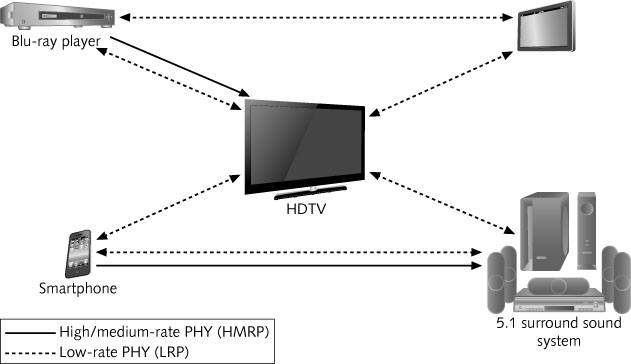 Blu-ray player
HDTV
Smartphone
5.1 surround sound
system
High/medium-rate PHY (HMRP)
Low-rate PHY (LRP)